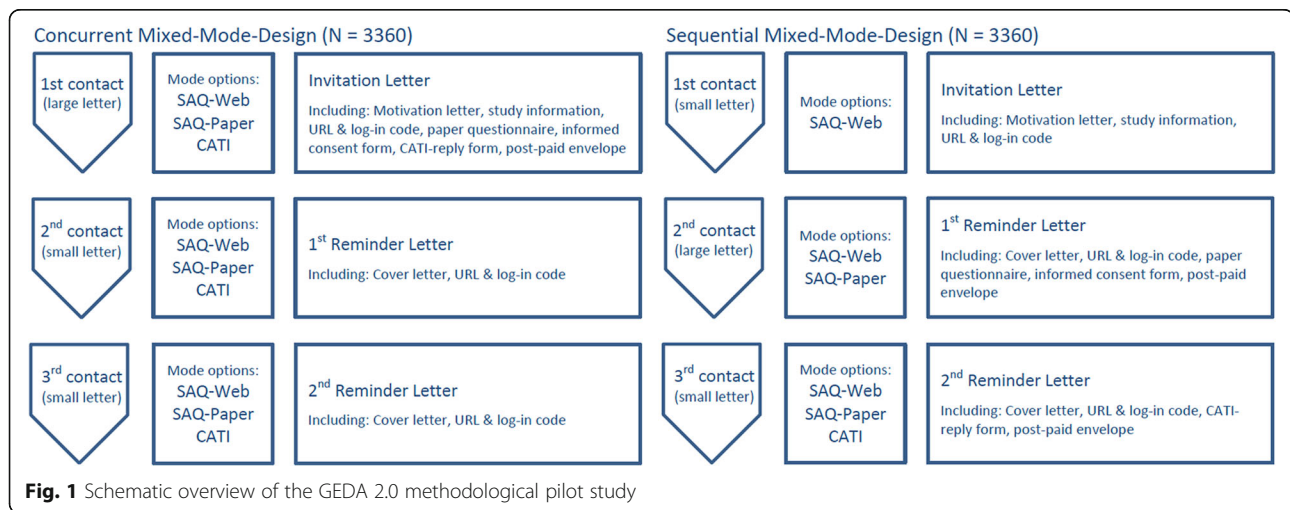 Concurrent Mixed-Mode-Design (N = 3360)
1st contact
(large letter)
Mode options:
SAQ-Web
SAQ-Paper
CATI
Invitation Letter
Including: Motivation letter, study information,
URL & log-in code, paper questionnaire, informed
consent form, CATI-reply form, post-paid envelope
2nd contact
(small letter)
Mode options:
SAQ-Web
SAQ-Paper
CATI
1st Reminder Letter
Including: Cover letter, URL & log-in code
3rd contact
(small letter)
Mode options:
SAQ-Web
SAQ-Paper
CATI
2nd Reminder Letter
Including: Cover letter, URL & log-in code
Sequential Mixed-Mode-Design (N = 3360)
1st contact
(small letter)
Mode options:
SAQ-Web
Invitation Letter
Including: Motivation letter, study information,
URL & log-in code
2nd contact
(large letter)
Mode options:
SAQ-Web
SAQ-Paper
1st Reminder Letter
Including: Cover letter, URL & log-in code, paper
questionnaire, informed consent form, post-paid
envelope
3rd contact
(small letter)
Mode options:
SAQ-Web
SAQ-Paper
CATI
2nd Reminder Letter
Including: Cover letter, URL & log-in code, CATI-
reply form, post-paid envelope
Fig. 1 Schematic overview of the GEDA 2.0 methodological pilot study